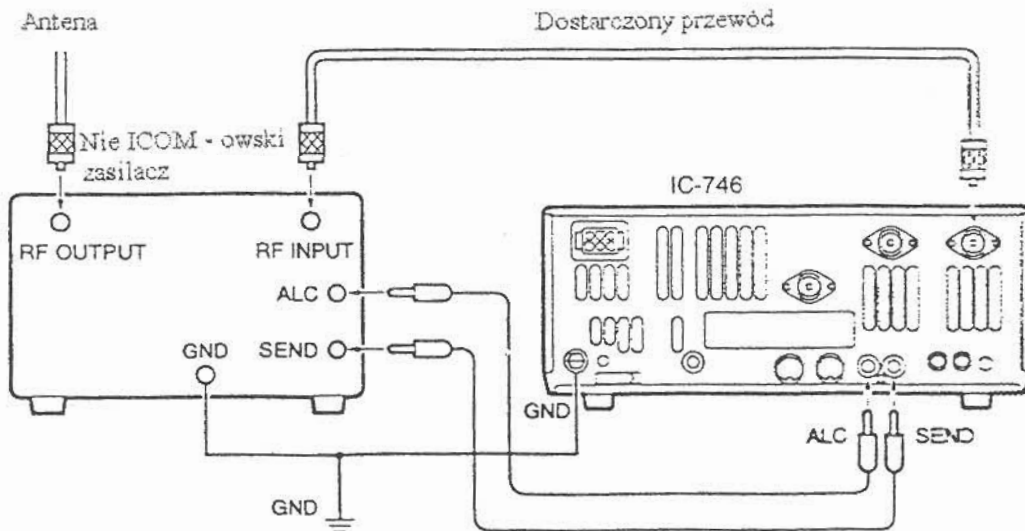 Antena
Dostarczony przewód
Nie ICOM - owski
zasilacz
IC-746
RF OUTPUT
RF INPUT
ALC
SEND
GND
GND
ALC
SEND
GND